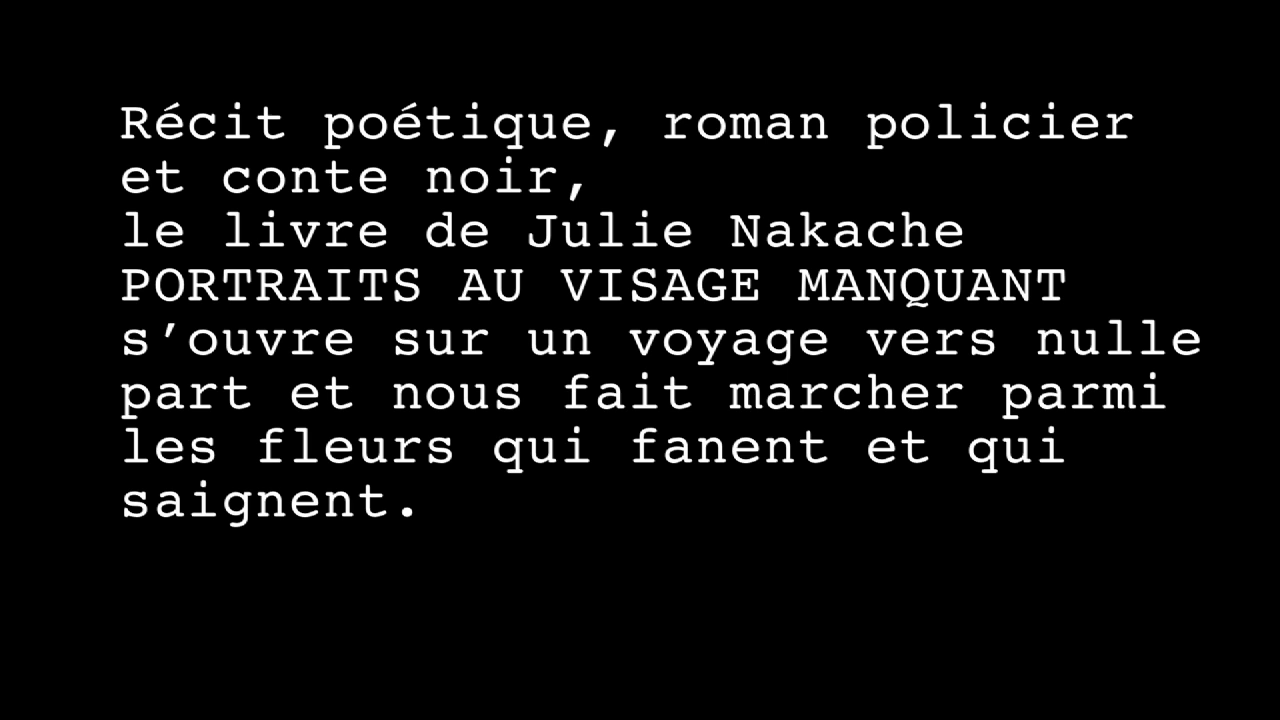 Récit poétique, roman policier
et conte noir,
le livre de Julie Nakache
PORTRAITS AU VISAGE MANQUANT
s’ouvre sur un voyage vers nulle
part et nous fait marcher parmi
les fleurs qui fanent et qui
saignent.